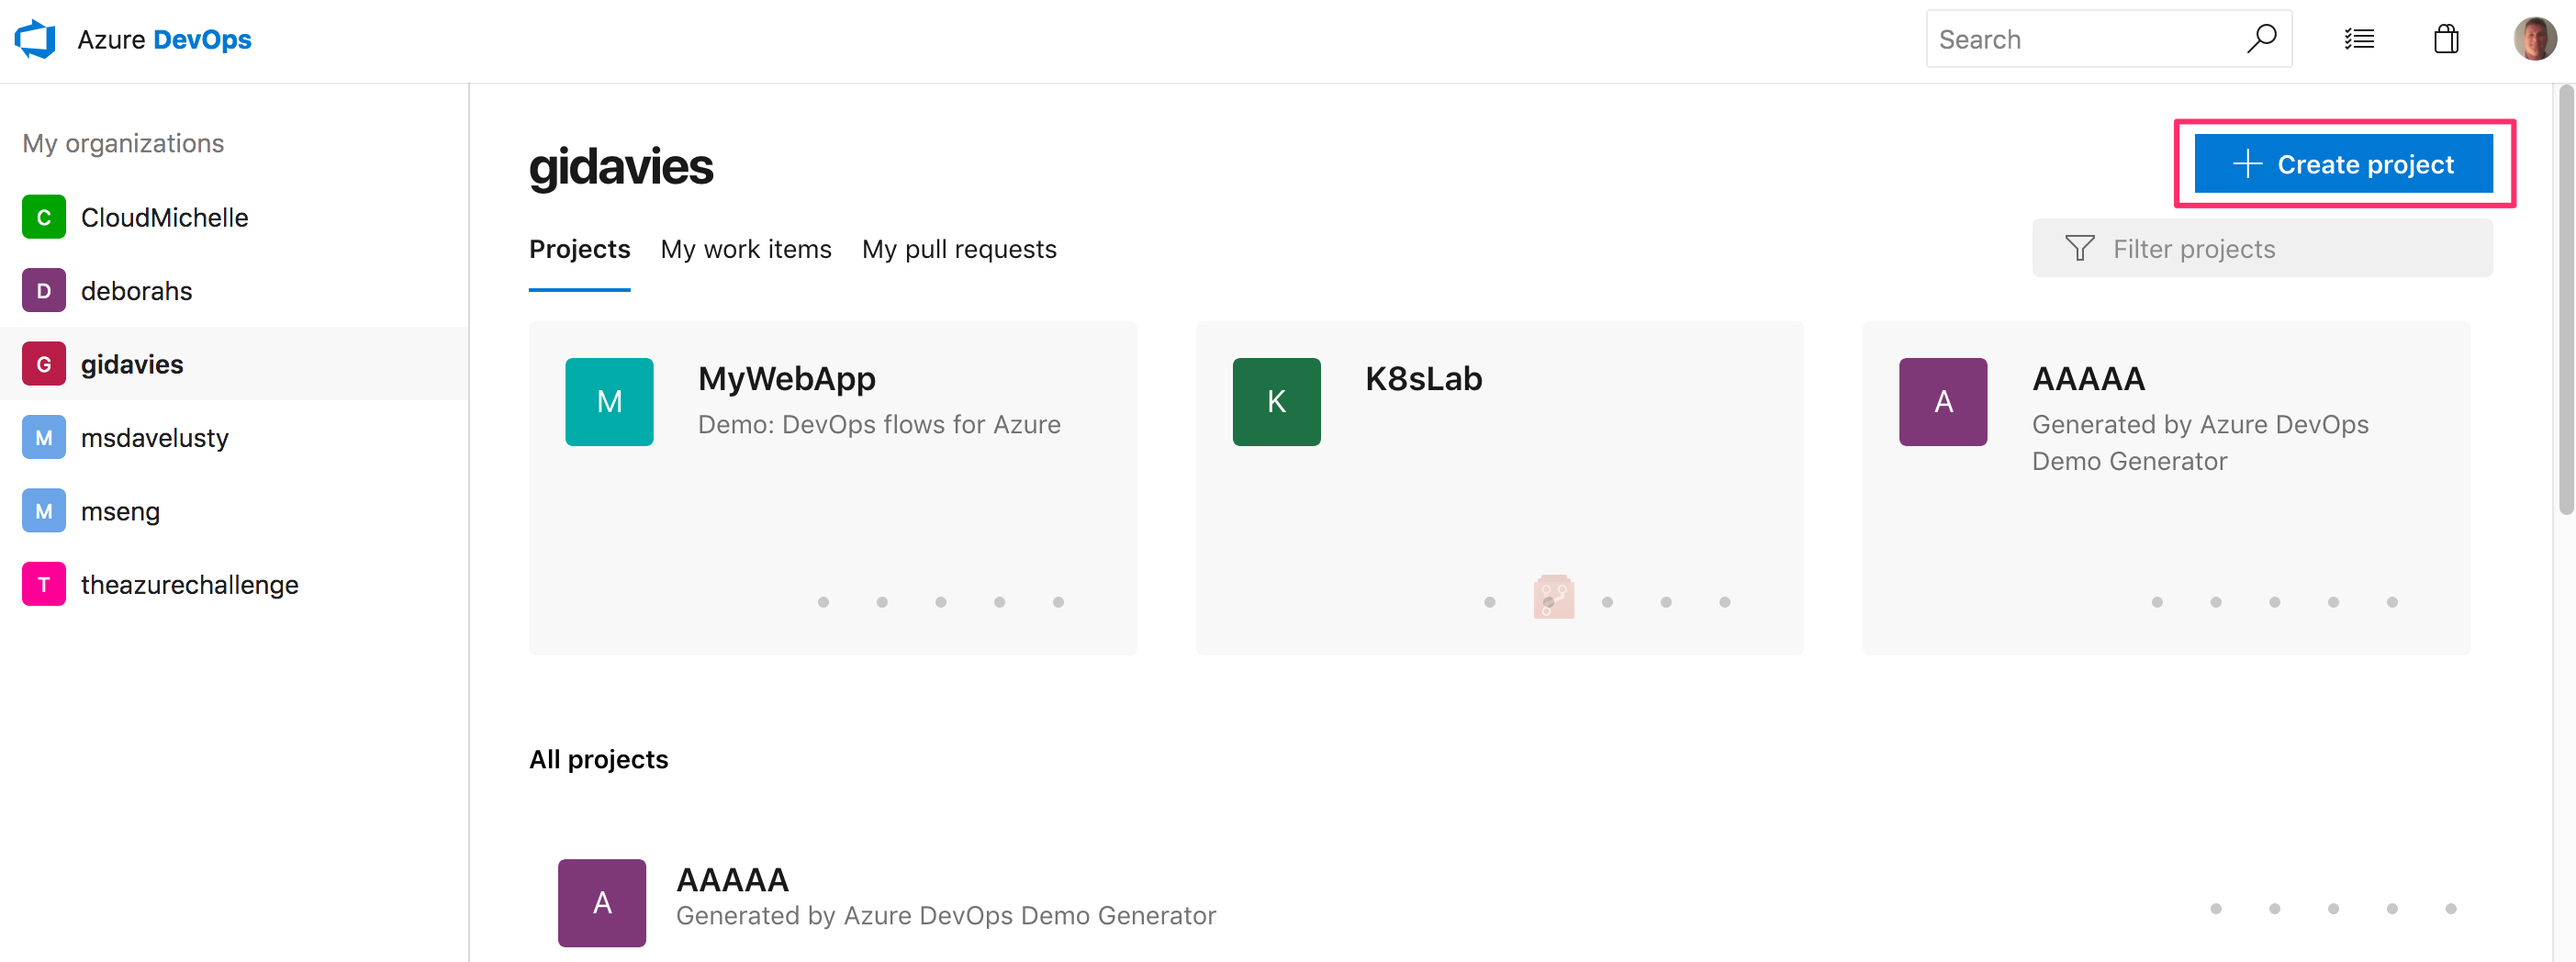 Azure DevOps
Search
My organizations
C CloudMichelle
D deborahs
G gidavies
M msdavelusty
M mseng
T theazurechallenge
gidavies
Create project
Projects My work items My pull requests
Filter projects
M
MyWebApp
Demo: DevOps flows for Azure
K
K8sLab
A
AAAAA
Generated by Azure DevOps
Demo Generator
All projects
A
AAAAA
Generated by Azure DevOps Demo Generator